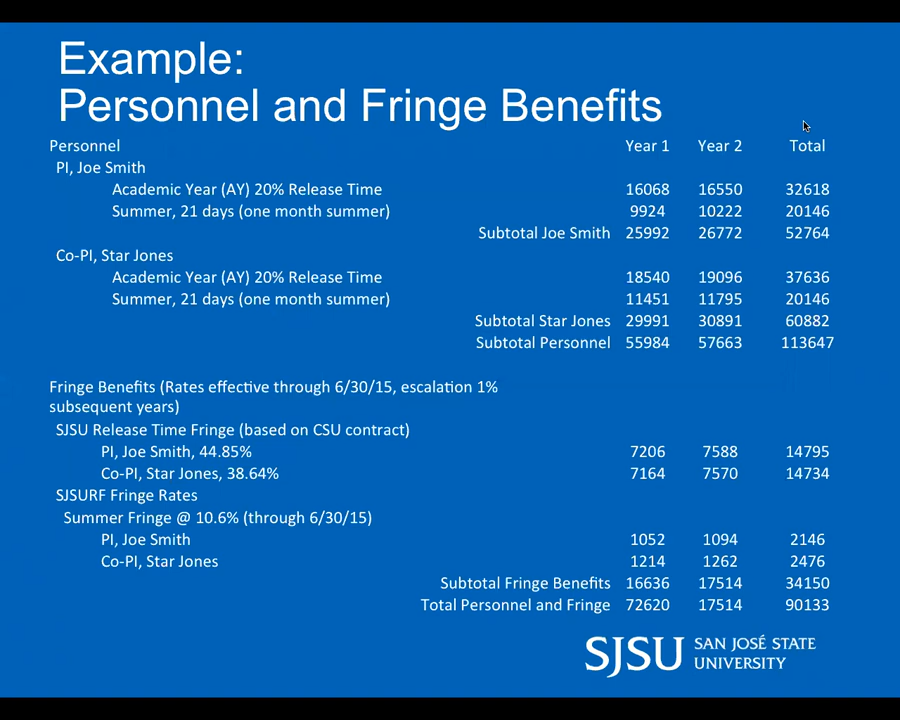 Example:
Personnel and Fringe Benefits
Personnel Year 1 Year 2 Total
PI, Joe Smith
Academic Year (AY) 20% Release Time 16068 16550 32618
Summer, 21 days (one month summer) 9924 10222 20146
Subtotal Joe Smith 25992 26772 52764
Co-PI, Star Jones
Academic Year (AY) 20% Release Time 18540 19096 37636
Summer, 21 days (one month summer) 11451 11795 20146
Subtotal Star Jones 29991 30891 60882
Subtotal Personnel 55984 57663 113647
Fringe Benefits (Rates effective through 6/30/15, escalation 1%
subsequent years)
SJSU Release Time Fringe (based on CSU contract)
PI, Joe Smith, 44.85% 7206 7588 14795
Co-PI, Star Jones, 38.64% 7164 7570 14734
SJSURF Fringe Rates
Summer Fringe @ 10.6% (through 6/30/15)
PI, Joe Smith 1052 1094 2146
Co-PI, Star Jones 1214 1262 2476
Subtotal Fringe Benefits 16636 17514 34150
Total Personnel and Fringe 72620 17514 90133
SJSU SAN JOSÉ STATE
UNIVERSITY